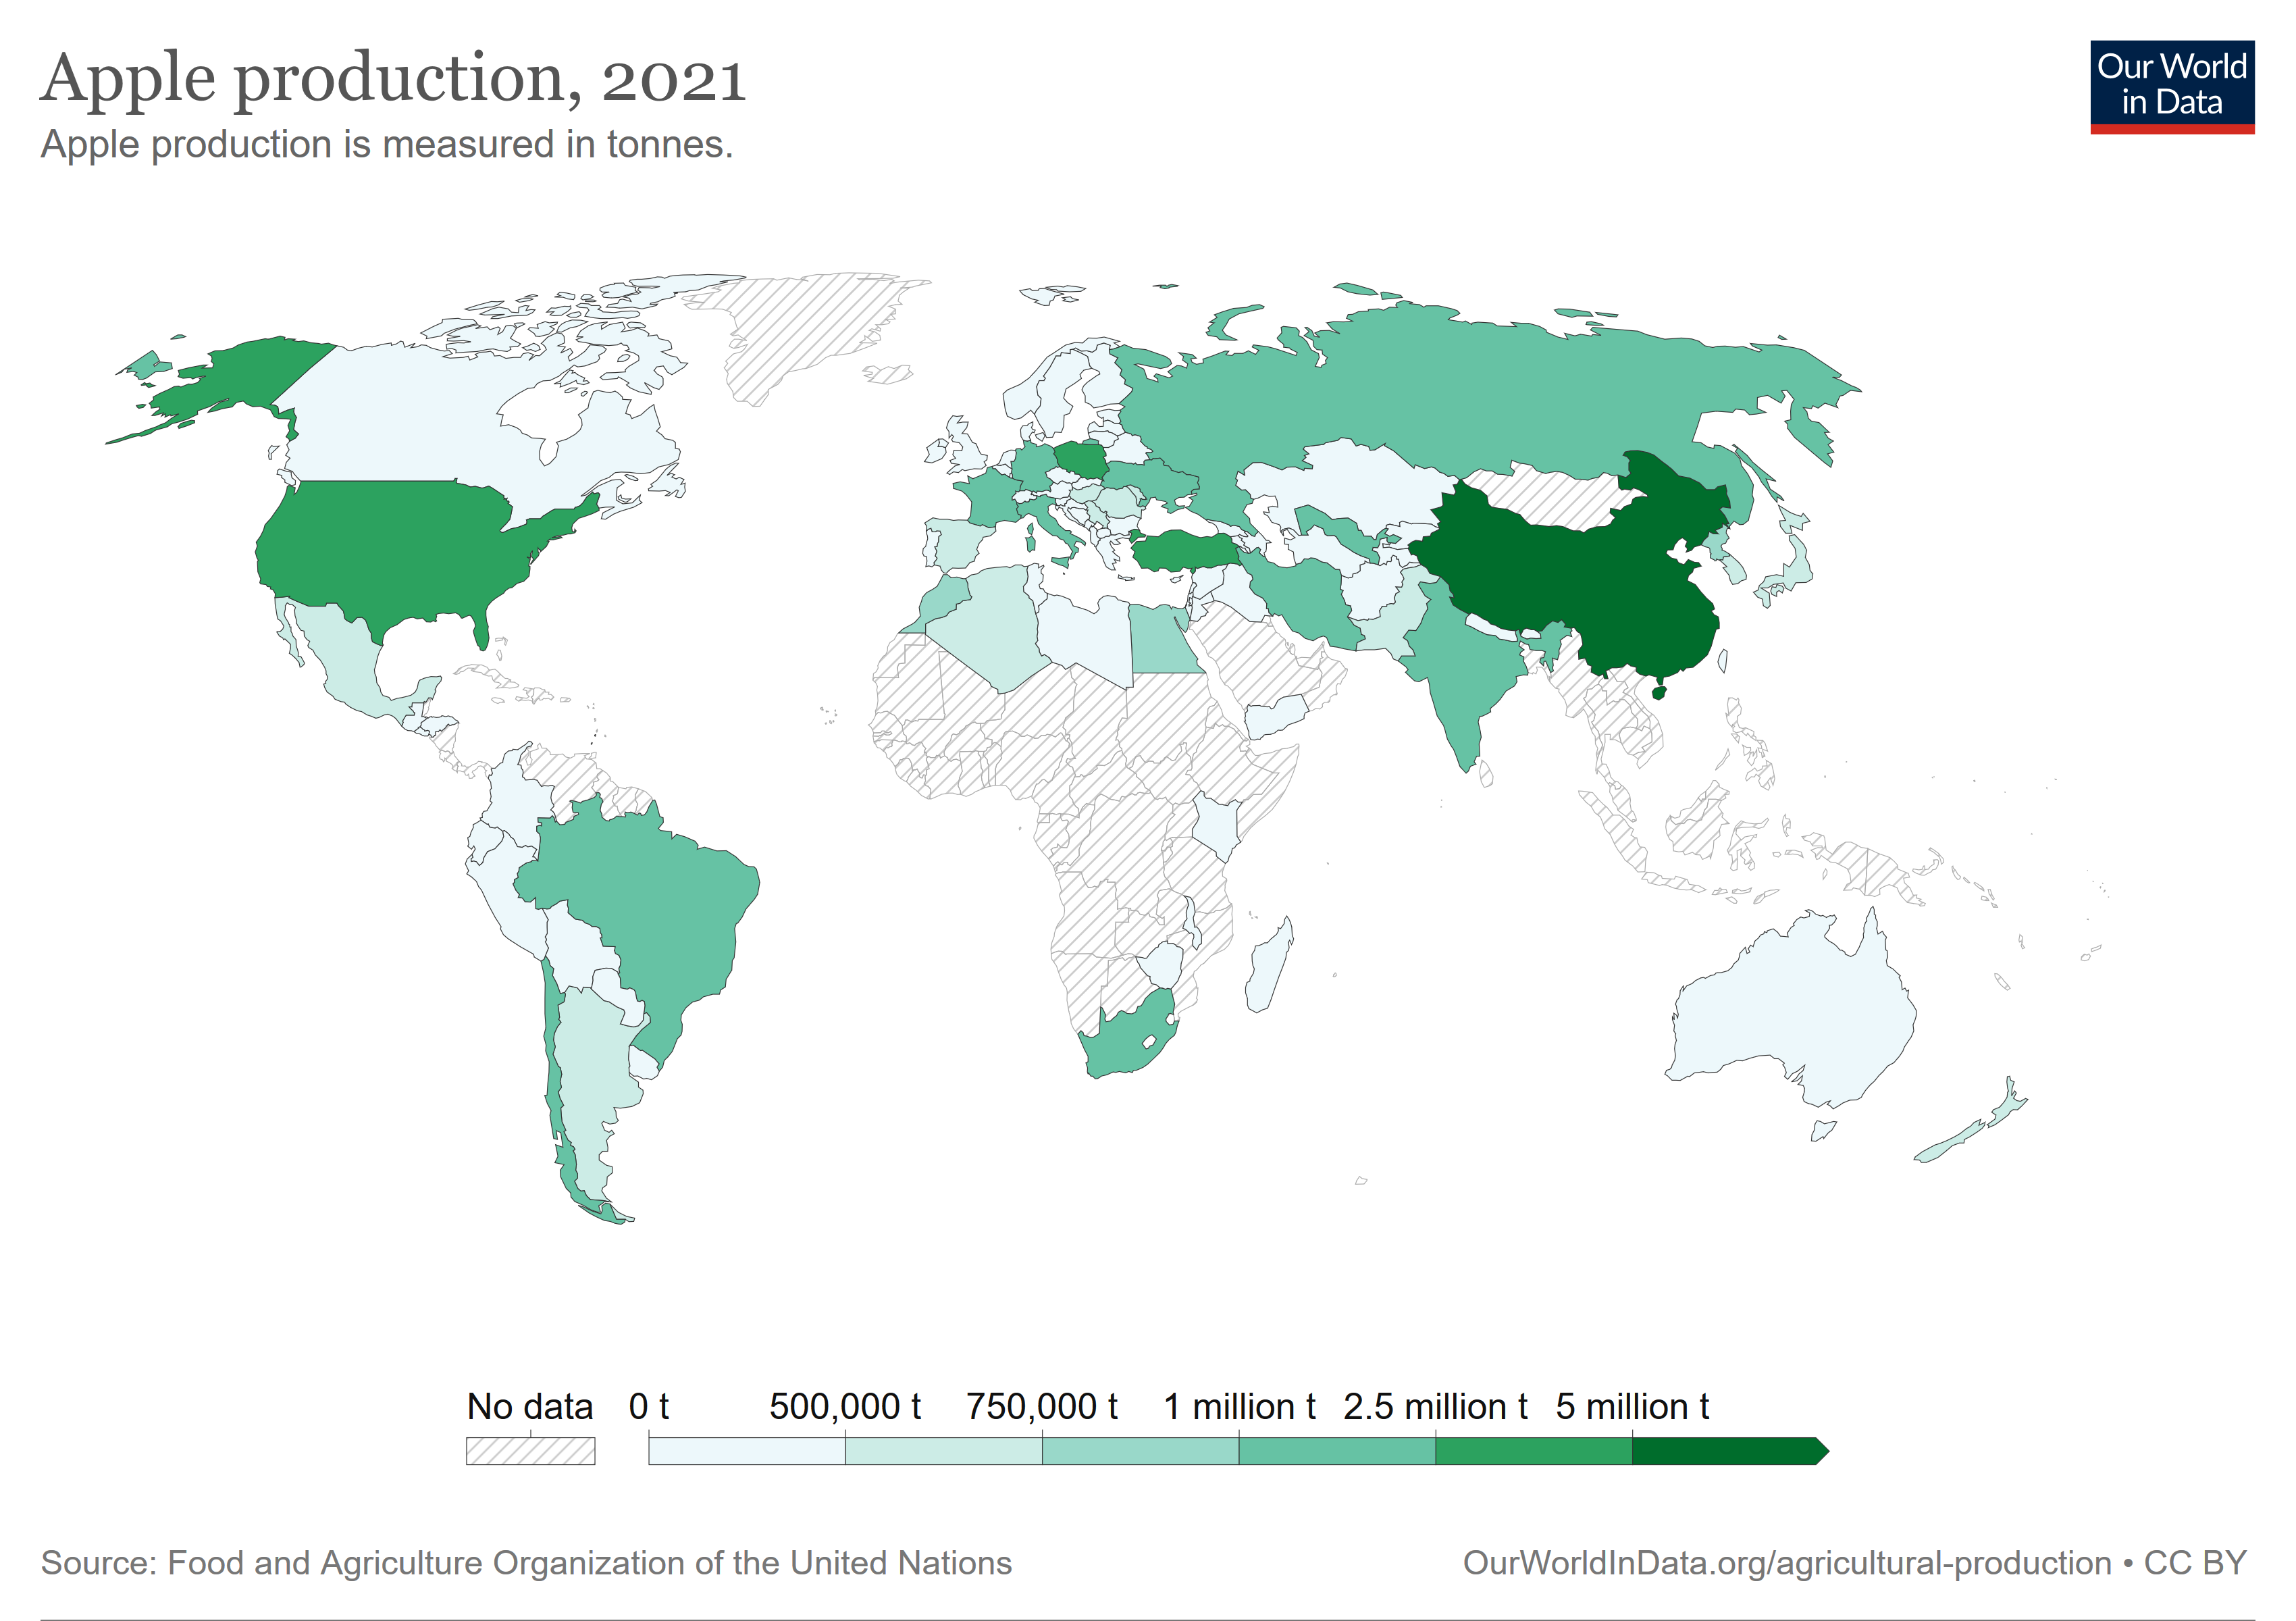 Apple production, 2021
Our World
in Data
Apple production is measured in tonnes.
No data
0 t
500,000 t
750,000 t
1 million t
2.5 million t
5 million t
Source: Food and Agriculture Organization of the United Nations
OurWorldInData.org/agricultural-production • CC BY